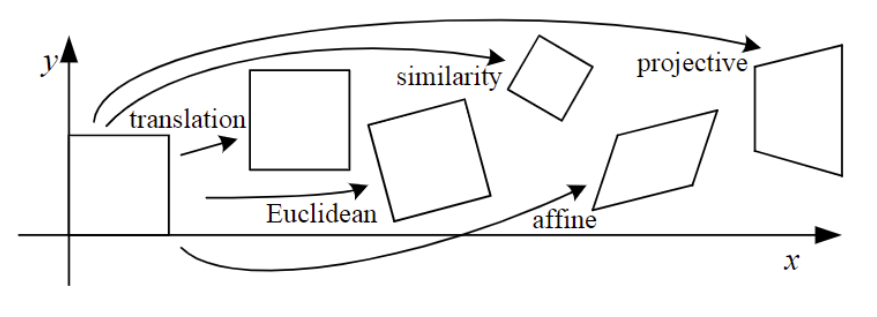 y
similarity
projective
translation
Euclidean
affine
x